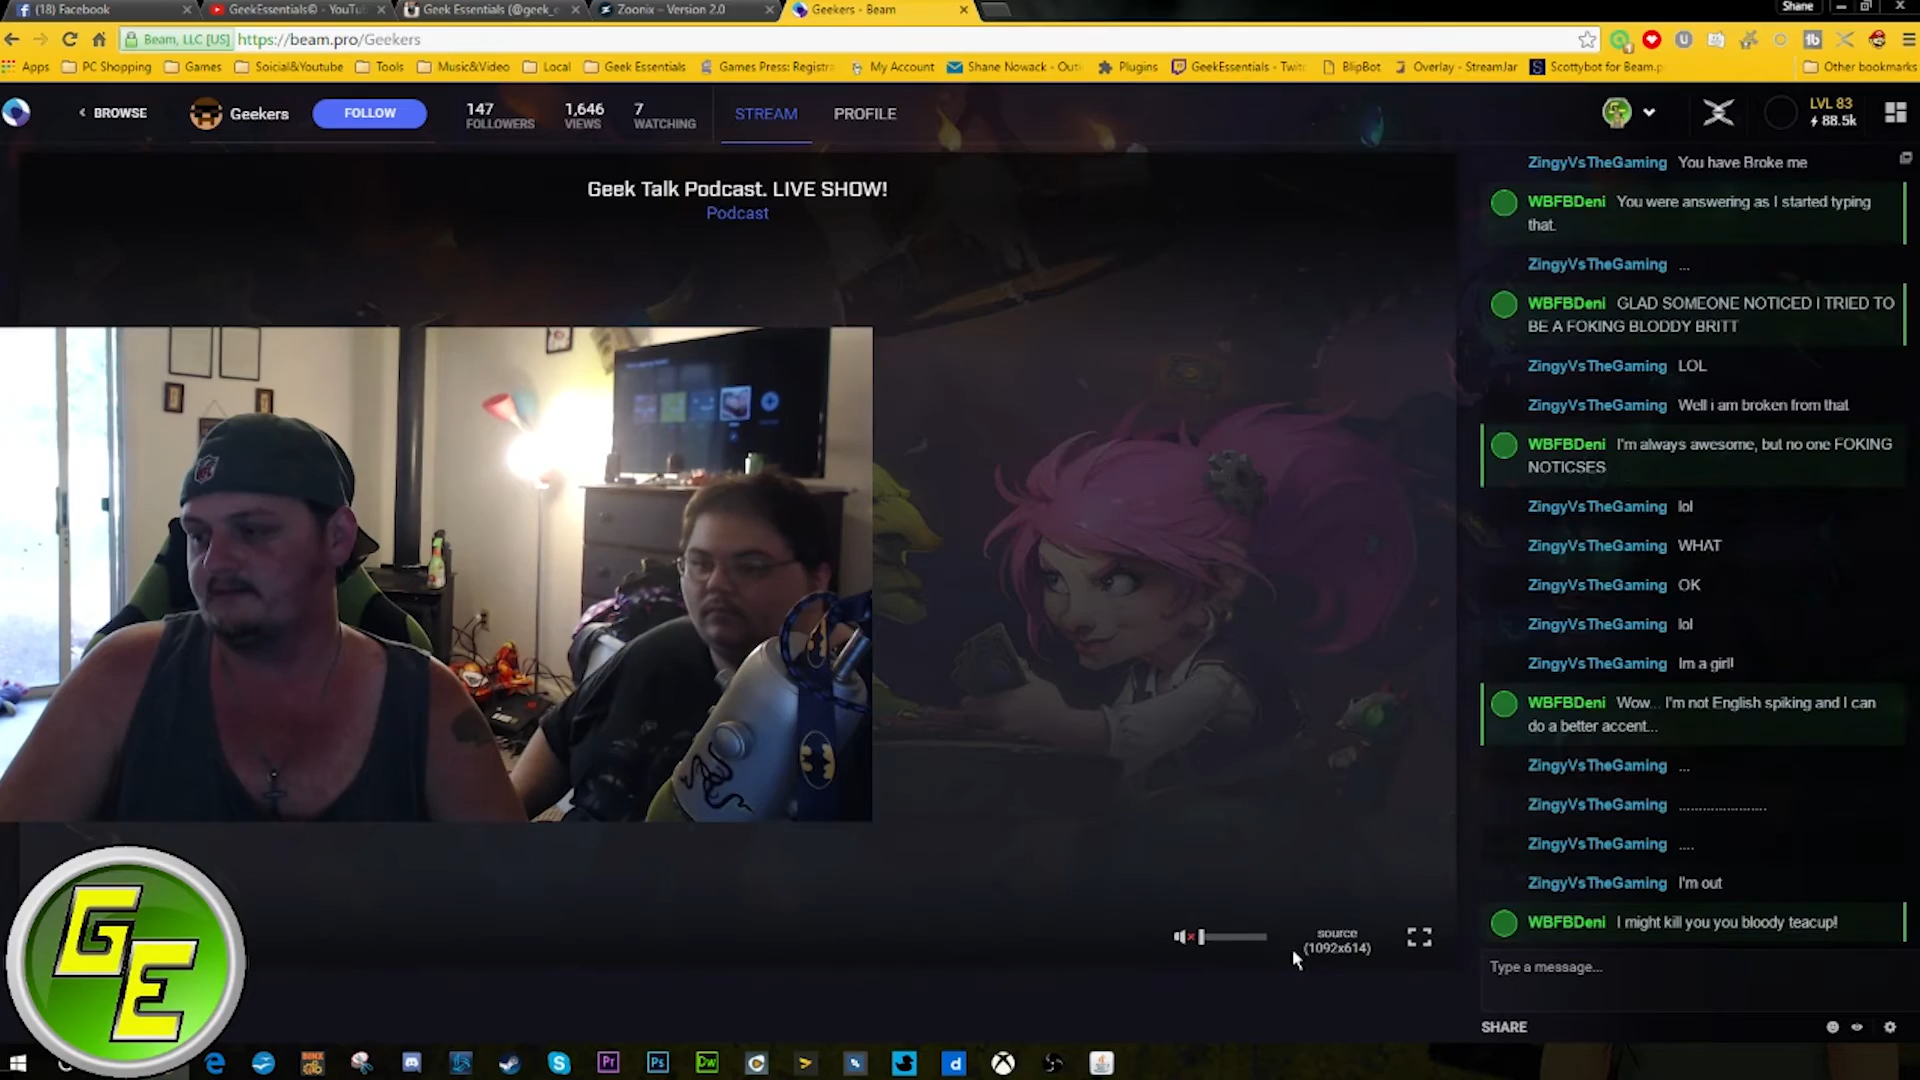 (18) Facebook
GeekEssentials© - YouTu
Geek Essentials (@geek_e
Zoonix – Version 2.0
Geekers - Beam
Shane
Beam, LLC [US]
https://beam.pro/Geekers
Apps
PC Shopping
Games
Soicial&Youtube
Tools
Music&Video
Local
Geek Essentials
Games Press: Registra
My Account
Shane Nowack - Out
Plugins
GeekEssentials - Twit
BlipBot
Overlay - StreamJar
Scottybot for Beam.p
Other bookmarks
BROWSE
Geekers
FOLLOW
147
FOLLOWERS
1,646
VIEWS
7
WATCHING
STREAM
PROFILE
LVL 83
88.5k
Geek Talk Podcast. LIVE SHOW!
Podcast
ZingyVsTheGaming You have Broke me
WBFBDeni You were answering as I started typing
that.
ZingyVsTheGaming ...
WBFBDeni GLAD SOMEONE NOTICED I TRIED TO
BE A FOKING BLODDY BRITT
ZingyVsTheGaming LOL
ZingyVsTheGaming Well i am broken from that
WBFBDeni I'm always awesome, but no one FOKING
NOTICSES
ZingyVsTheGaming lol
ZingyVsTheGaming WHAT
ZingyVsTheGaming OK
ZingyVsTheGaming lol
ZingyVsTheGaming Im a girl!
WBFBDeni Wow... I'm not English spiking and I can
do a better accent...
ZingyVsTheGaming ...
ZingyVsTheGaming ......................
ZingyVsTheGaming ....
ZingyVsTheGaming I'm out
WBFBDeni I might kill you you bloody teacup!
source
(1092x614)
Type a message...
SHARE
GE
Pr
Ps
Dw
d